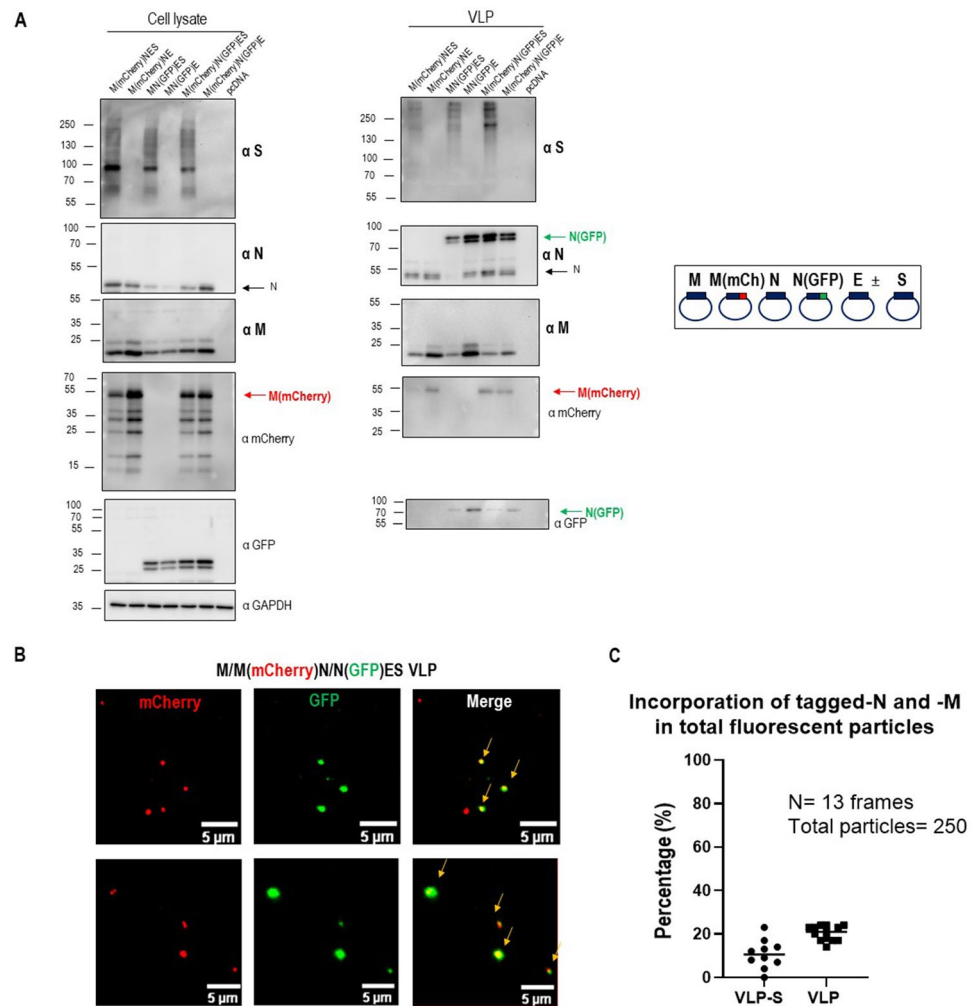 A
Cell lysate
M(mCherry)NES
M(mCherry)NE
MN(GFP)ES
MN(GFP)E
M(mCherry)N(GFP)ES
M(mCherry)N(GFP)E
pcDNA
250
130
100
70
55
α S
100
70
55
α N
N
55
25
α M
70
55
35
25
15
M(mCherry)
α mCherry
100
70
55
35
25
α GFP
35
α GAPDH
VLP
M(mCherry)NES
M(mCherry)NE
MN(GFP)ES
MN(GFP)E
M(mCherry)N(GFP)ES
M(mCherry)N(GFP)E
pcDNA
250
130
100
70
55
α S
100
70
55
N(GFP)
α N
N
55
35
25
α M
55
35
25
M(mCherry)
α mCherry
100
70
55
N(GFP)
α GFP
M M(mCh) N N(GFP) E ± S
B
M/M(mCherry)N/N(GFP)ES VLP
mCherry GFP Merge
5 µm 5 µm 5 µm
5 µm 5 µm 5 µm
C
Incorporation of tagged-N and -M
in total fluorescent particles
N= 13 frames
Total particles= 250
Percentage (%)
100
80
60
40
20
0
VLP-S VLP